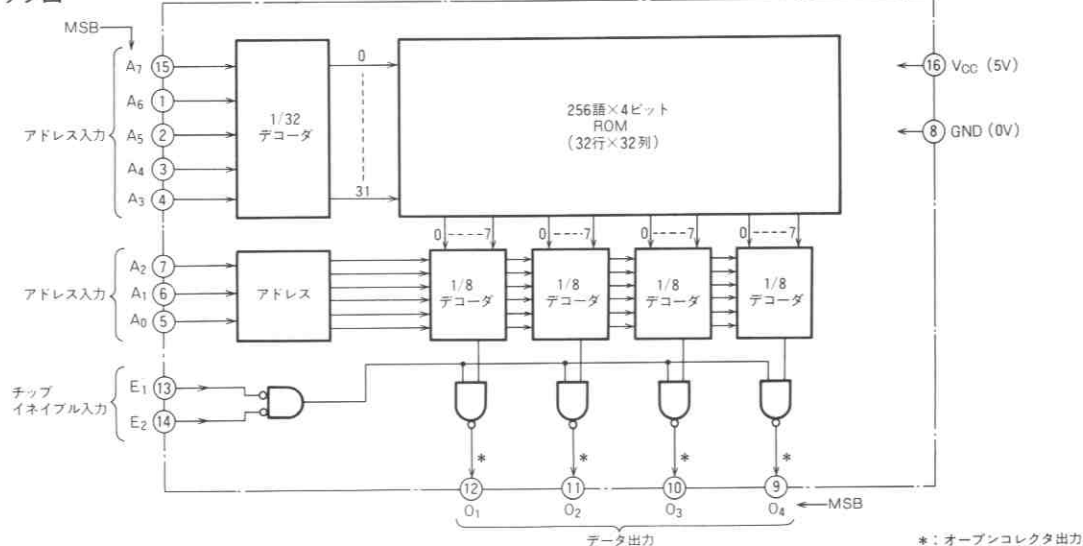 MSB
A7 15
A6 1
A5 2
A4 3
A3 4
アドレス入力
1/32
デコーダ
0
31
256語×4ビット
ROM
(32行×32列)
16 VCC (5V)
8 GND (0V)
0----7 0----7 0----7 0----7
A2 7
A1 6
A0 5
アドレス入力
アドレス
1/8
デコーダ
1/8
デコーダ
1/8
デコーダ
1/8
デコーダ
チップ
イネイブル入力
E1 13
E2 14
* * * *
12 11 10 9
O1 O2 O3 O4
MSB
データ出力
*:オープンコレクタ出力